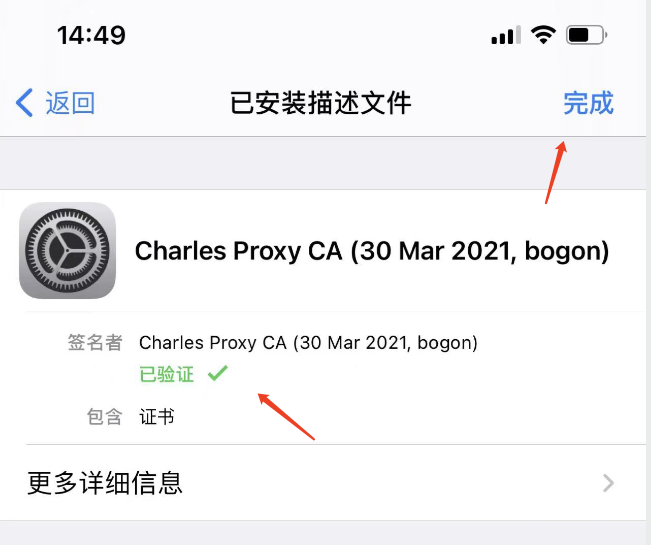 14:49
返回
已安装描述文件
完成
Charles Proxy CA (30 Mar 2021, bogon)
签名者 Charles Proxy CA (30 Mar 2021, bogon)
已验证
包含 证书
更多详细信息